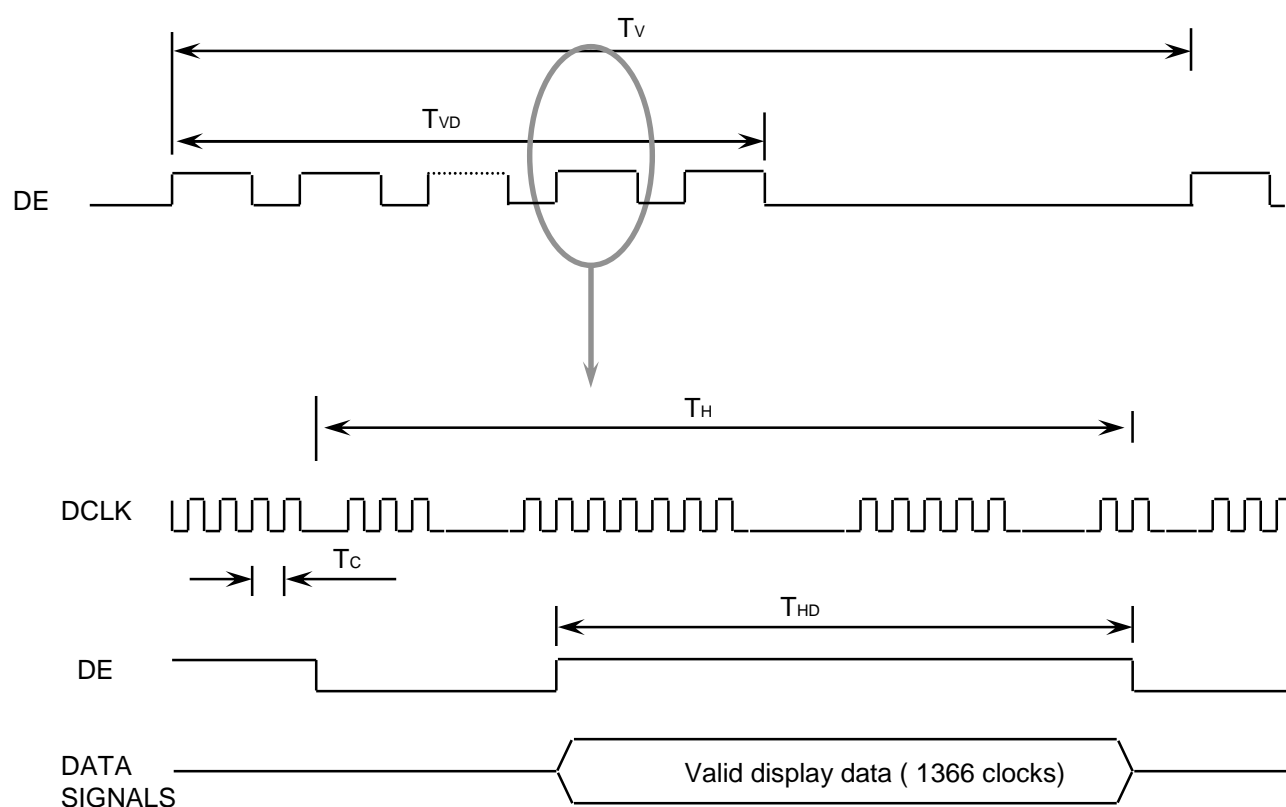 TV
TVD
DE
TH
DCLK
TC
THD
DE
DATA
SIGNALS
Valid display data ( 1366 clocks)